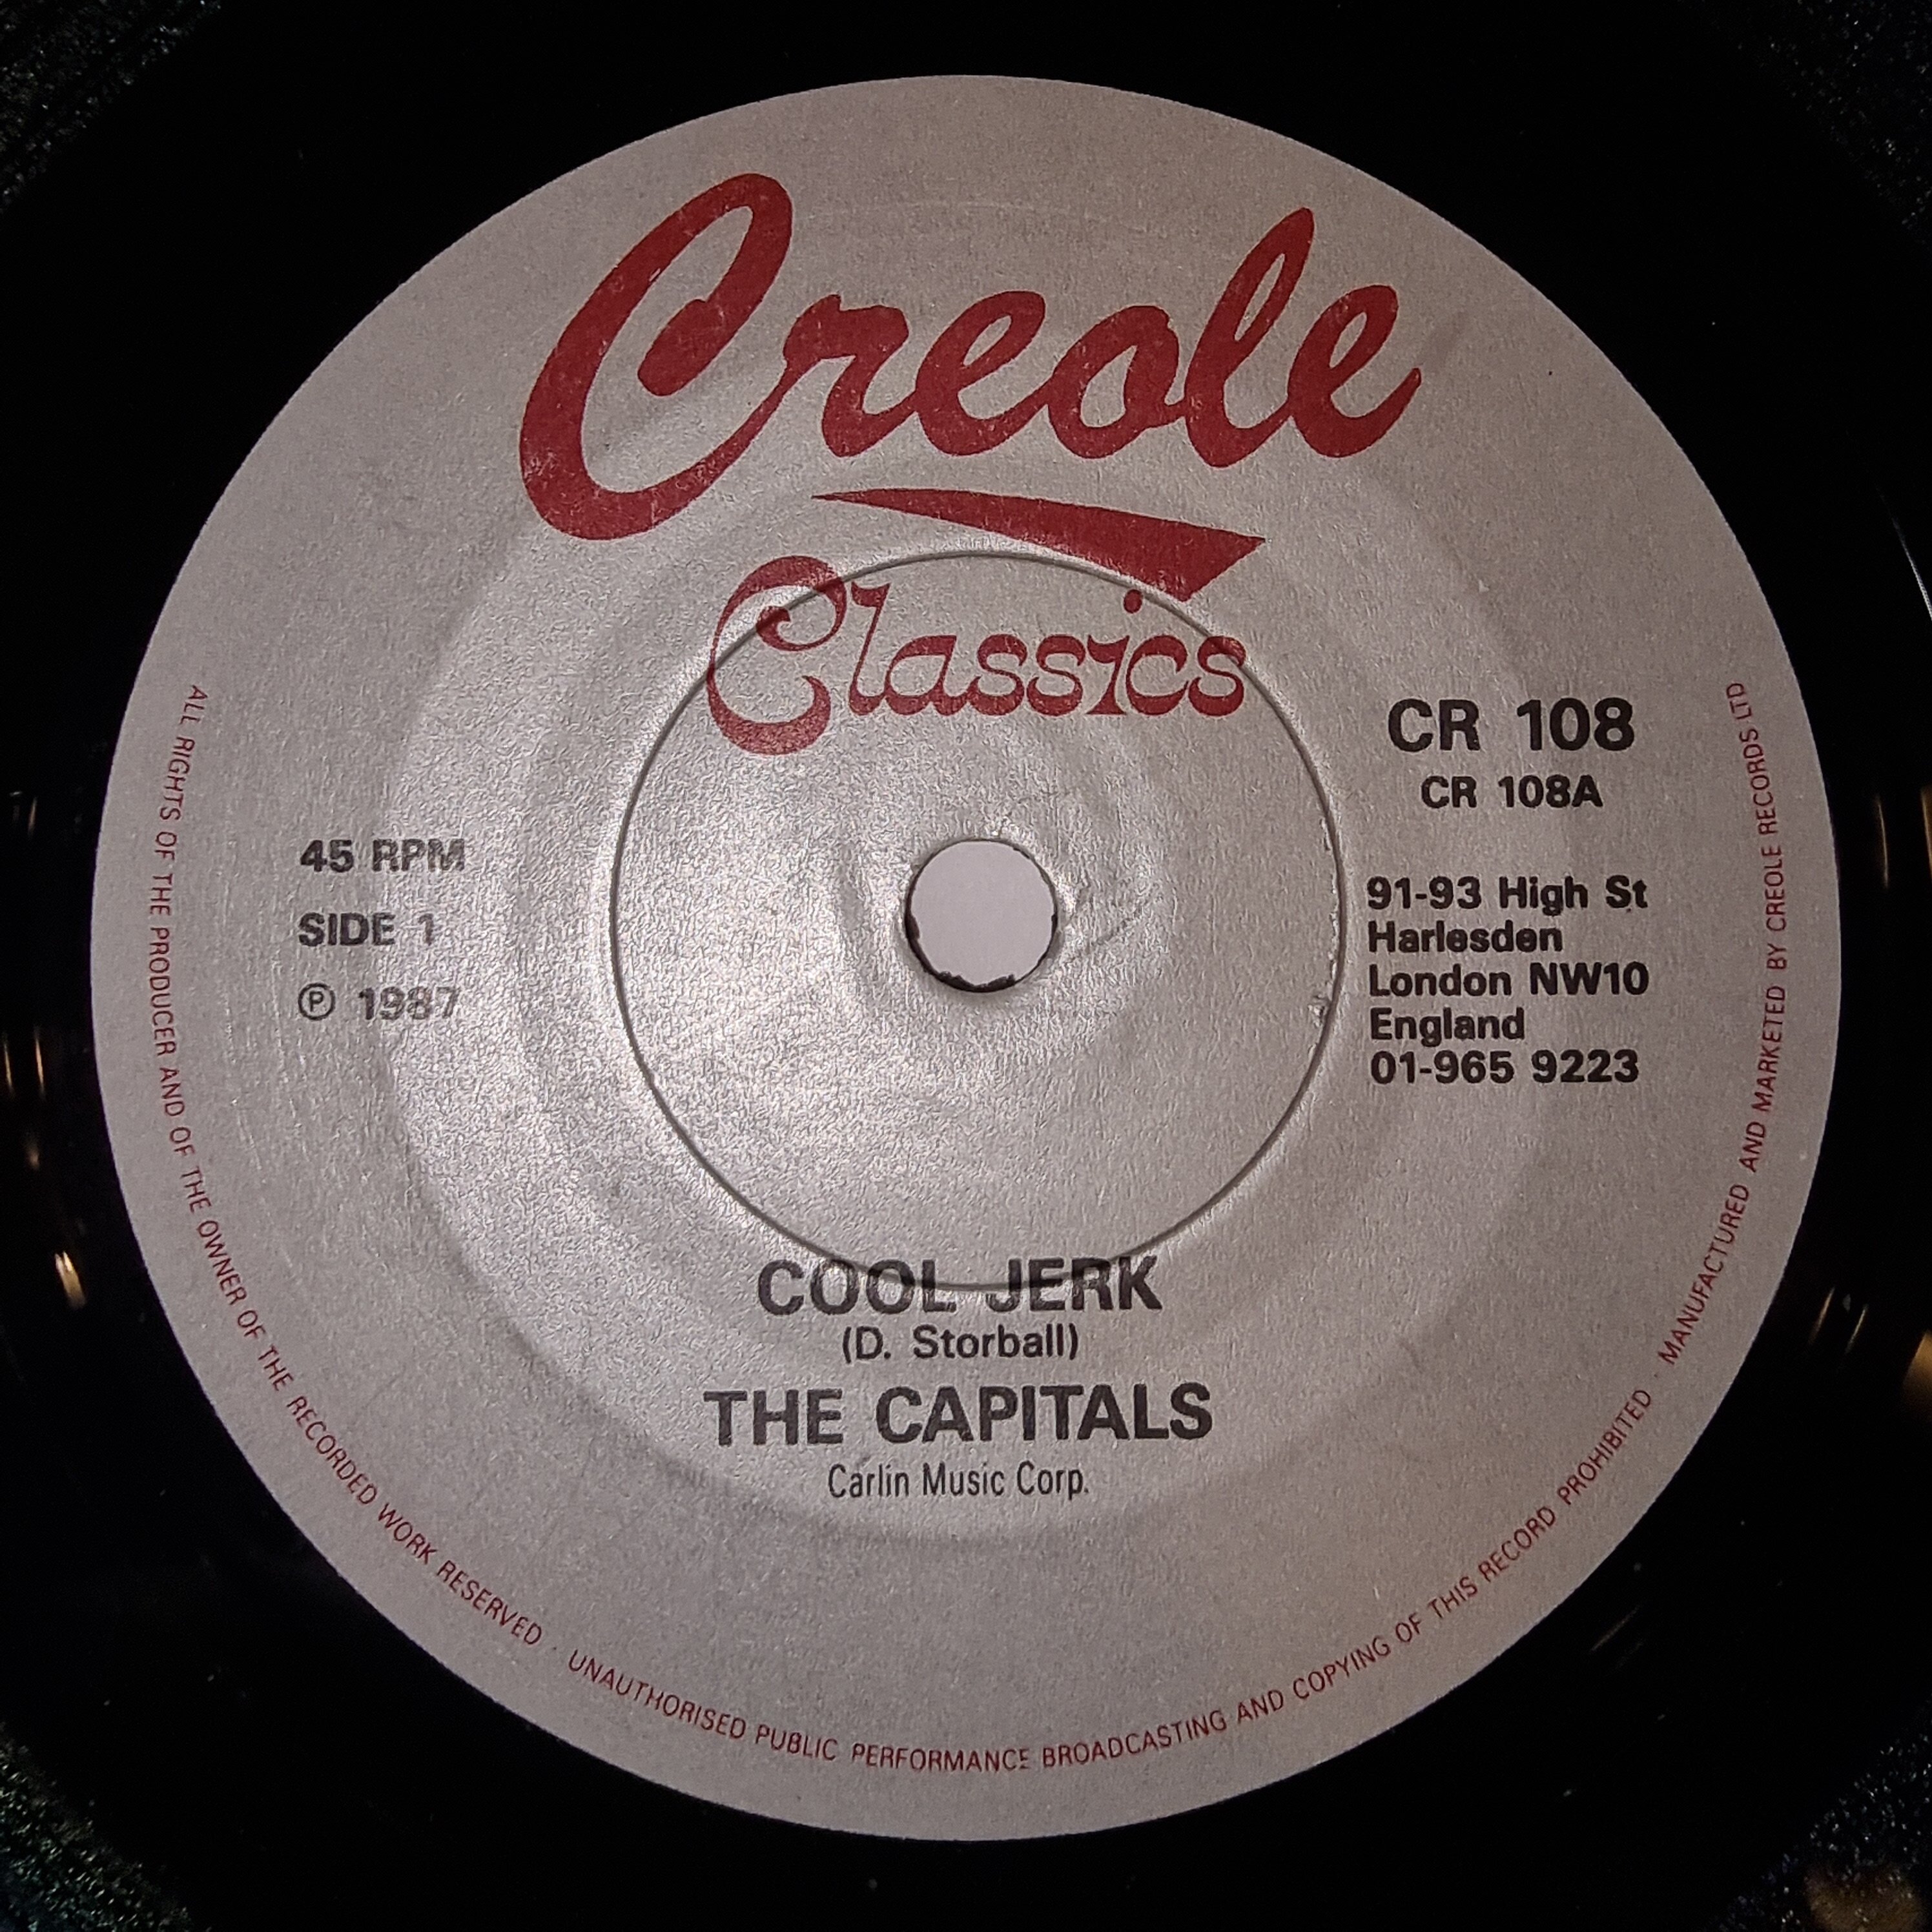 Creole
Classics
CR 108
CR 108A
45 RPM
SIDE 1
℗ 1987
91-93 High St
Harlesden
London NW10
England
01-965 9223
COOL JERK
(D. Storball)
THE CAPITALS
Carlin Music Corp.
ALL RIGHTS OF THE PRODUCER AND OF THE OWNER OF THE RECORDED WORK RESERVED · UNAUTHORISED PUBLIC PERFORMANCE BROADCASTING AND COPYING OF THIS RECORD PROHIBITED · MANUFACTURED AND MARKETED BY CREOLE RECORDS LTD